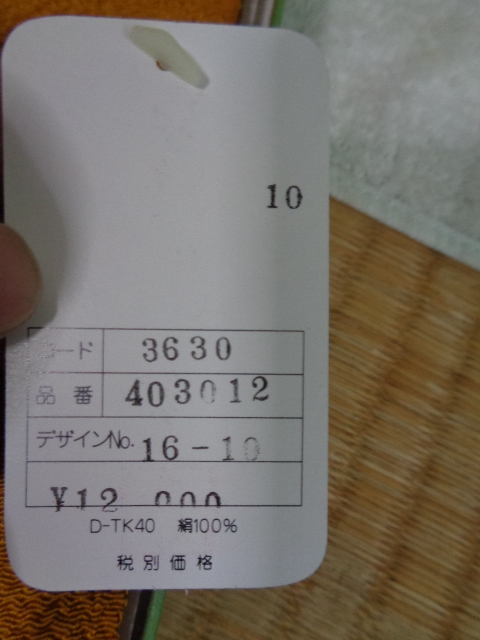 10
コード 3630
品番 403012
デザインNo. 16-10
¥12 000
D-TK40 絹100%
税別価格